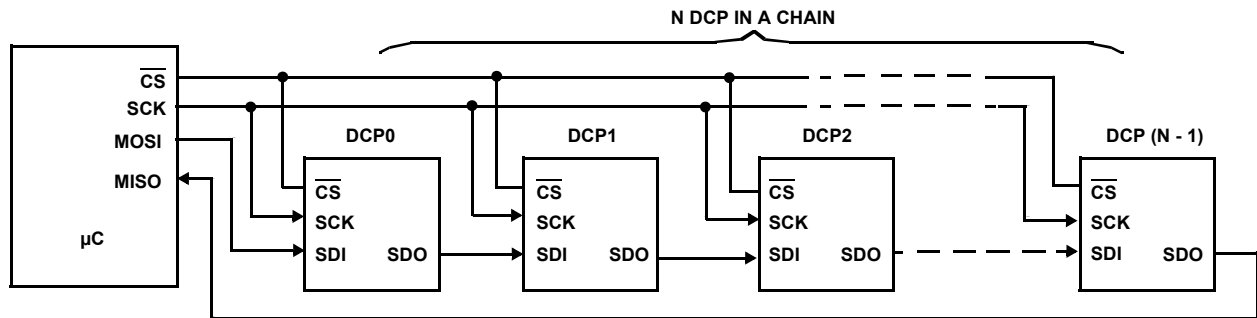 N DCP IN A CHAIN
CS
SCK
MOSI
MISO
µC
DCP0
CS
SCK
SDI SDO
DCP1
CS
SCK
SDI SDO
DCP2
CS
SCK
SDI SDO
DCP (N - 1)
CS
SCK
SDI SDO